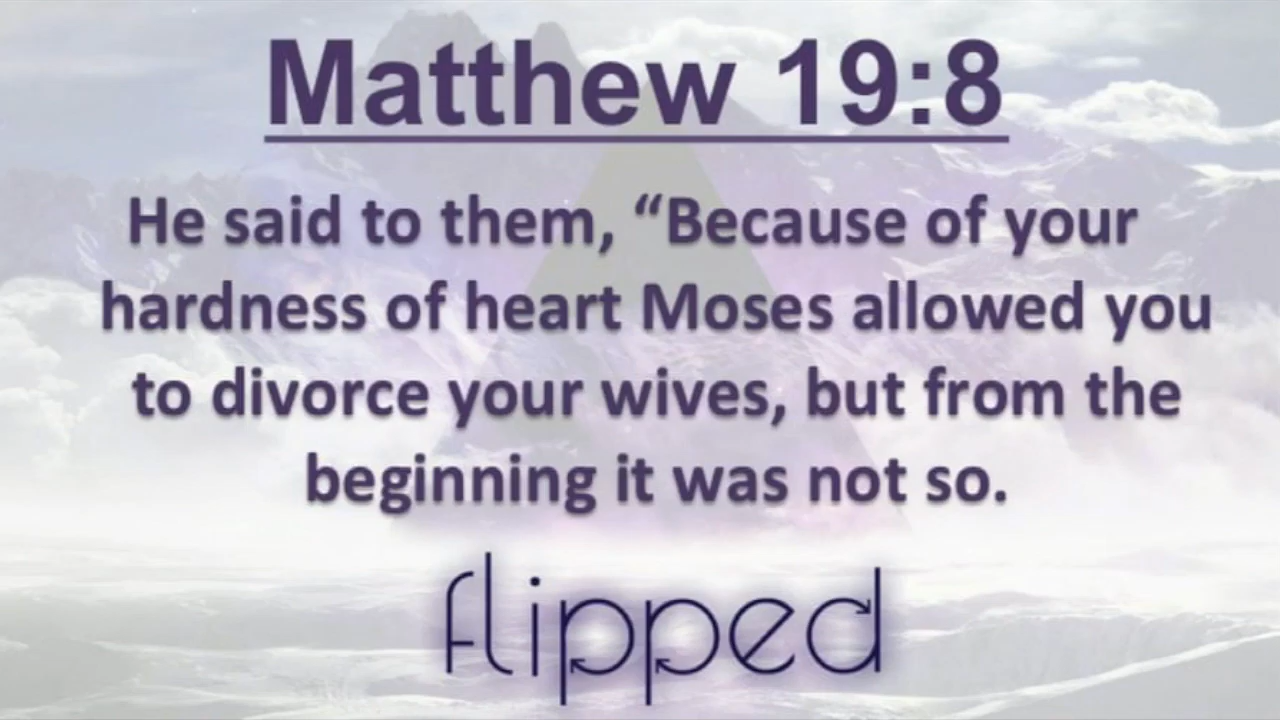 Matthew 19:8
He said to them, “Because of your
hardness of heart Moses allowed you
to divorce your wives, but from the
beginning it was not so.
flipped